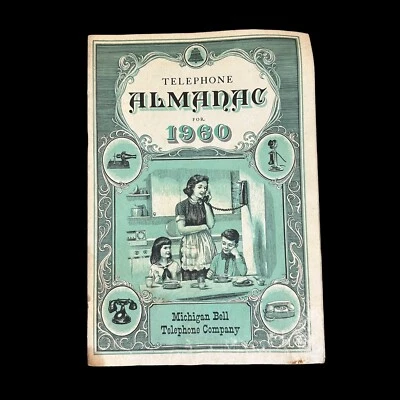 TELEPHONE
ALMANAC
FOR
1960
Michigan Bell
Telephone Company